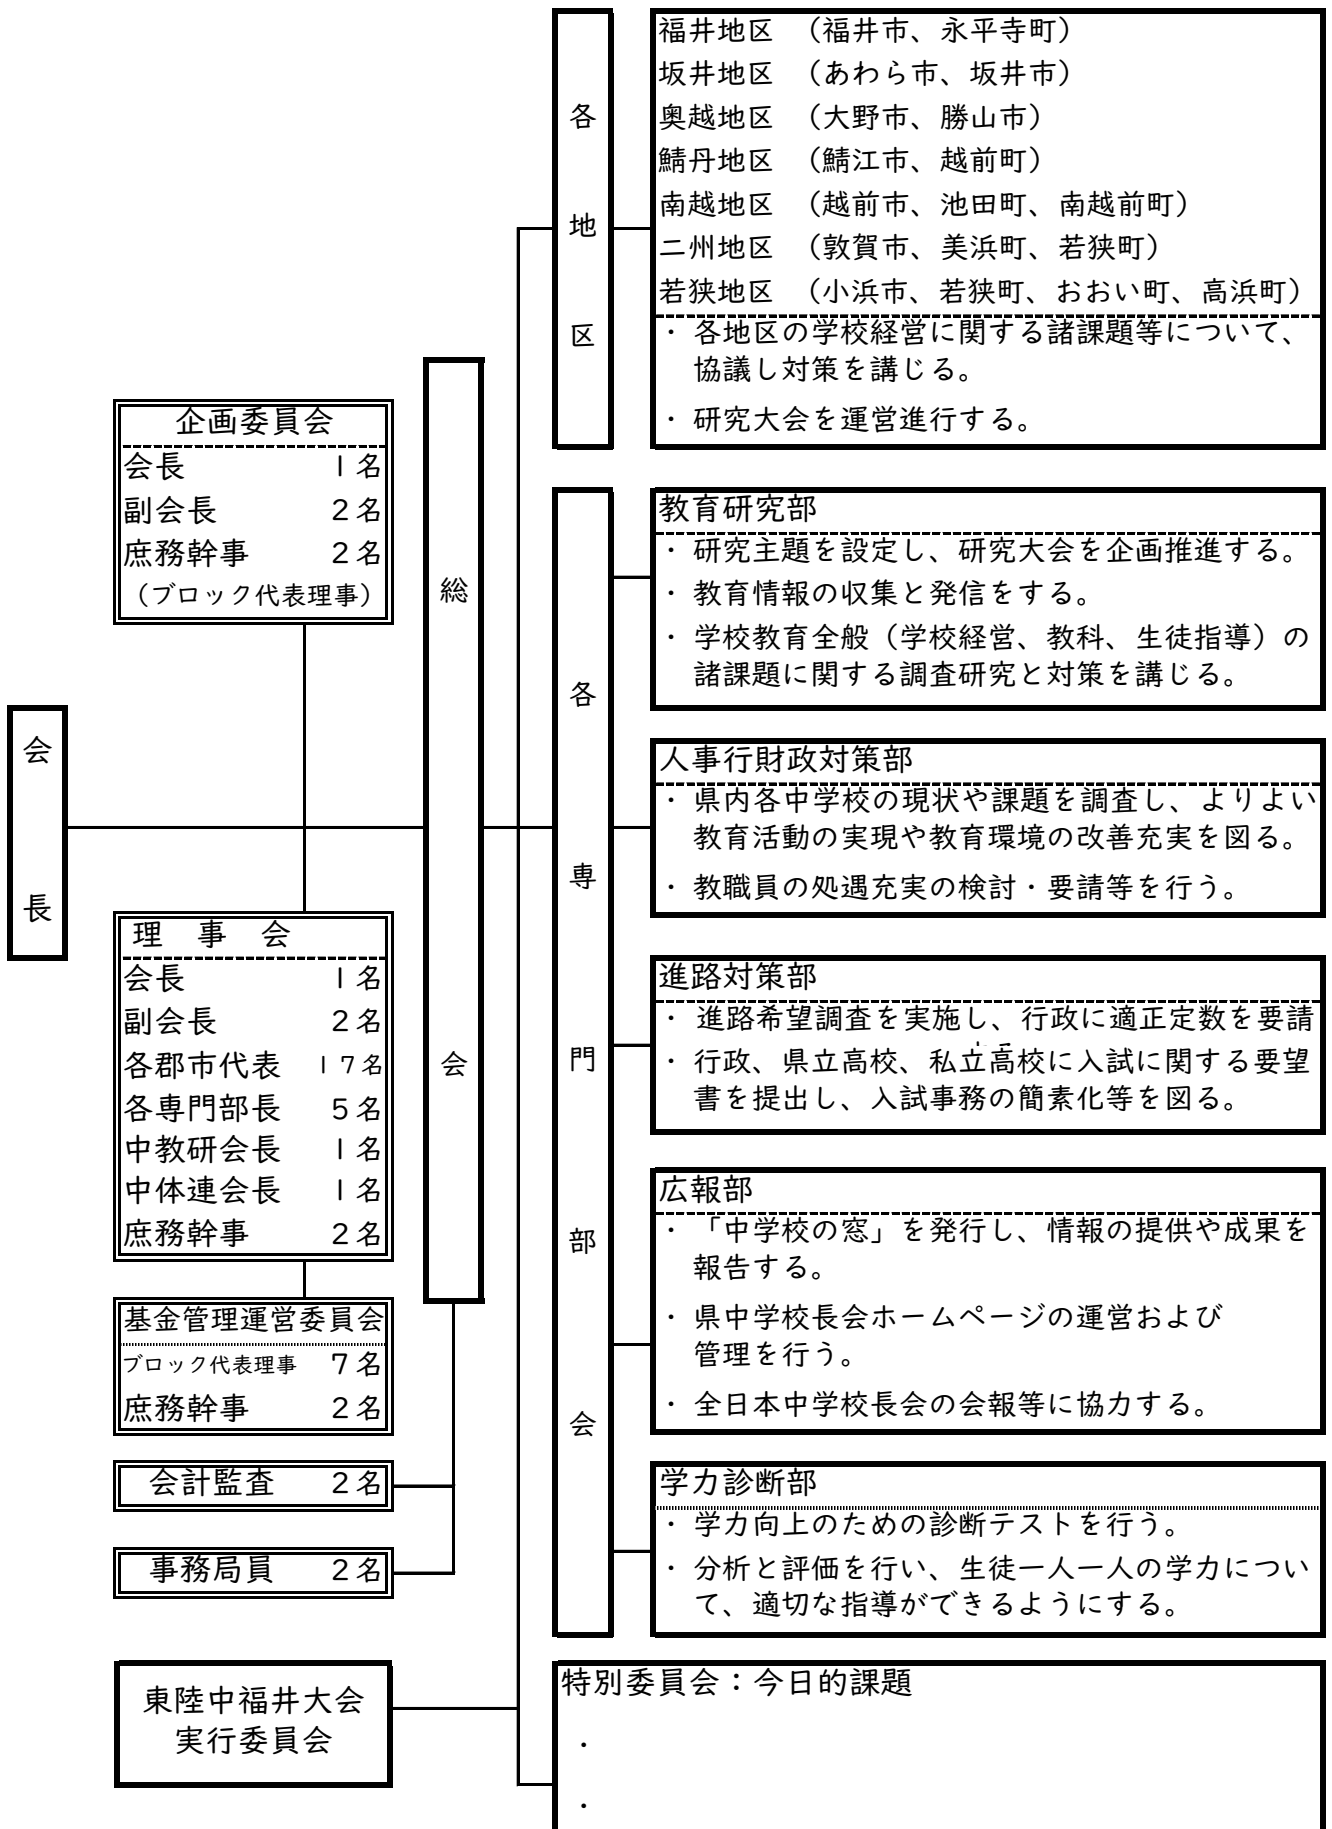 各地区
福井地区　（福井市、永平寺町）
坂井地区　（あわら市、坂井市）
奥越地区　（大野市、勝山市）
鯖丹地区　（鯖江市、越前町）
南越地区　（越前市、池田町、南越前町）
二州地区　（敦賀市、美浜町、若狭町）
若狭地区　（小浜市、若狭町、おおい町、高浜町）
・ 各地区の学校経営に関する諸課題等について、
協議し対策を講じる。
・ 研究大会を運営進行する。
企画委員会
会長　１名
副会長　２名
庶務幹事　２名
（ブロック代表理事）
総会
会長
理　事　会
会長　１名
副会長　２名
各郡市代表　１７名
各専門部長　５名
中教研会長　１名
中体連会長　１名
庶務幹事　２名
基金管理運営委員会
ブロック代表理事　７名
庶務幹事　２名
会計監査　２名
事務局員　２名
東陸中福井大会
実行委員会
各専門部会
教育研究部
・ 研究主題を設定し、研究大会を企画推進する。
・ 教育情報の収集と発信をする。
・ 学校教育全般（学校経営、教科、生徒指導）の
諸課題に関する調査研究と対策を講じる。
人事行財政対策部
・ 県内各中学校の現状や課題を調査し、よりよい
教育活動の実現や教育環境の改善充実を図る。
・ 教職員の処遇充実の検討・要請等を行う。
進路対策部
・ 進路希望調査を実施し、行政に適正定数を要請
・ 行政、県立高校、私立高校に入試に関する要望
書を提出し、入試事務の簡素化等を図る。
広報部
・ 「中学校の窓」を発行し、情報の提供や成果を
報告する。
・ 県中学校長会ホームページの運営および
管理を行う。
・ 全日本中学校長会の会報等に協力する。
学力診断部
・ 学力向上のための診断テストを行う。
・ 分析と評価を行い、生徒一人一人の学力につい
て、適切な指導ができるようにする。
特別委員会：今日的課題
・
・